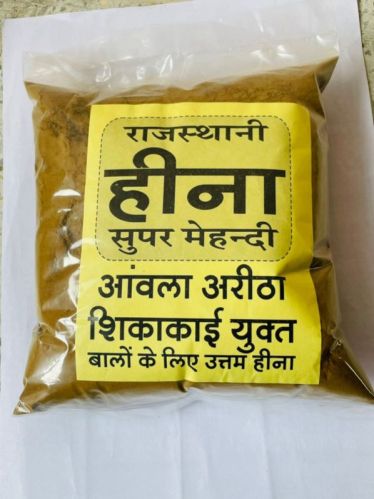 राजस्थानी
हीना
सुपर मेहन्दी
आंवला अरीठा
शिकाकाई युक्त
बालों के लिए उत्तम हीना